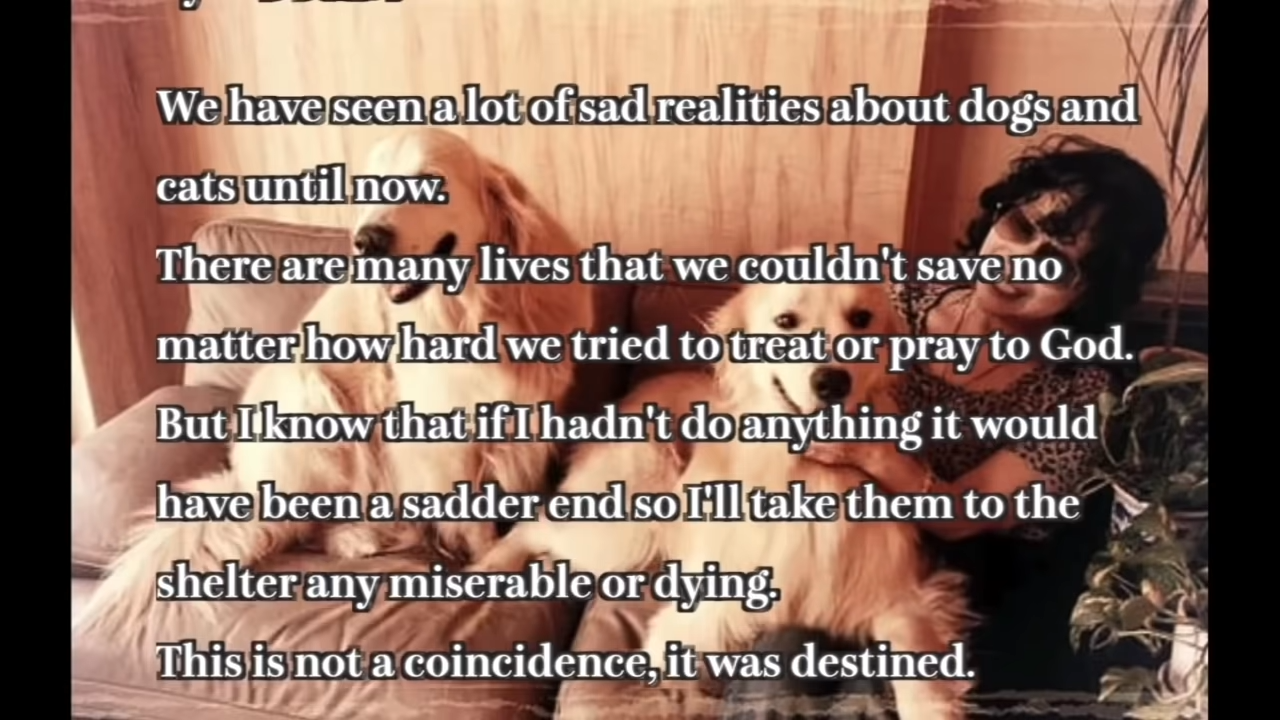 We have seen a lot of sad realities about dogs and
cats until now.
There are many lives that we couldn't save no
matter how hard we tried to treat or pray to God.
But I know that if I hadn't do anything it would
have been a sadder end so I'll take them to the
shelter any miserable or dying.
This is not a coincidence, it was destined.